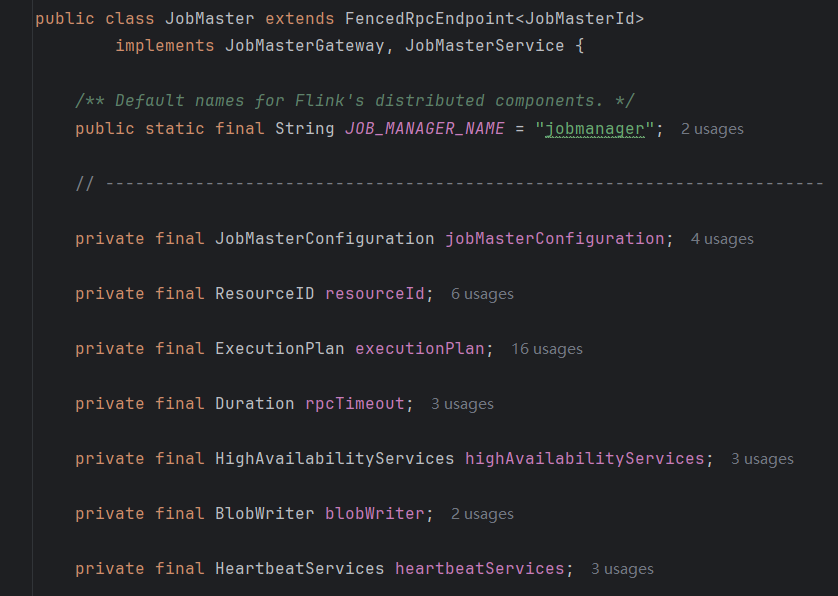 public class JobMaster extends FencedRpcEndpoint<JobMasterId>
implements JobMasterGateway, JobMasterService {
/** Default names for Flink's distributed components. */
public static final String JOB_MANAGER_NAME = "jobmanager"; 2 usages
// ------------------------------------------------------------------------
private final JobMasterConfiguration jobMasterConfiguration; 4 usages
private final ResourceID resourceId; 6 usages
private final ExecutionPlan executionPlan; 16 usages
private final Duration rpcTimeout; 3 usages
private final HighAvailabilityServices highAvailabilityServices; 3 usages
private final BlobWriter blobWriter; 2 usages
private final HeartbeatServices heartbeatServices; 3 usages